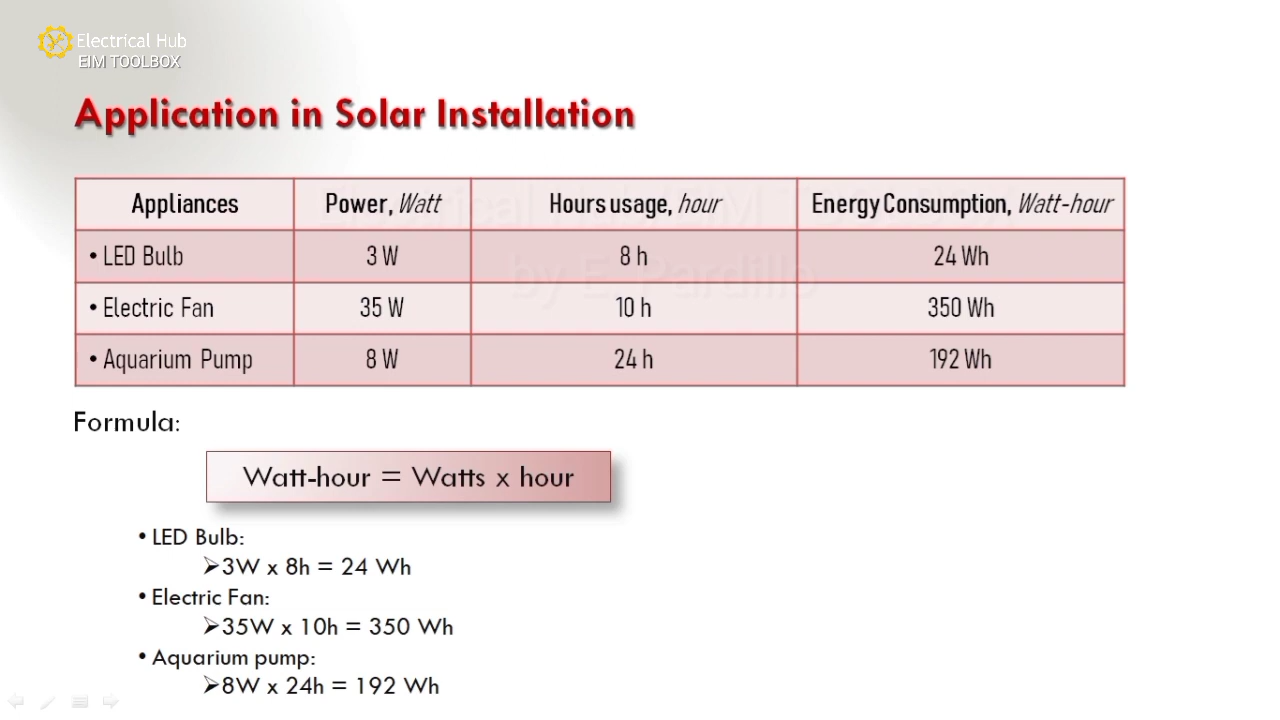 Electrical Hub
EIM TOOLBOX
Application in Solar Installation
Appliances Power, Watt Hours usage, hour Energy Consumption, Watt-hour
• LED Bulb 3 W 8 h 24 Wh
• Electric Fan 35 W 10 h 350 Wh
• Aquarium Pump 8 W 24 h 192 Wh
by E. Pardillo
Formula:
Watt-hour = Watts x hour
• LED Bulb:
➢3W x 8h = 24 Wh
• Electric Fan:
➢35W x 10h = 350 Wh
• Aquarium pump:
➢8W x 24h = 192 Wh